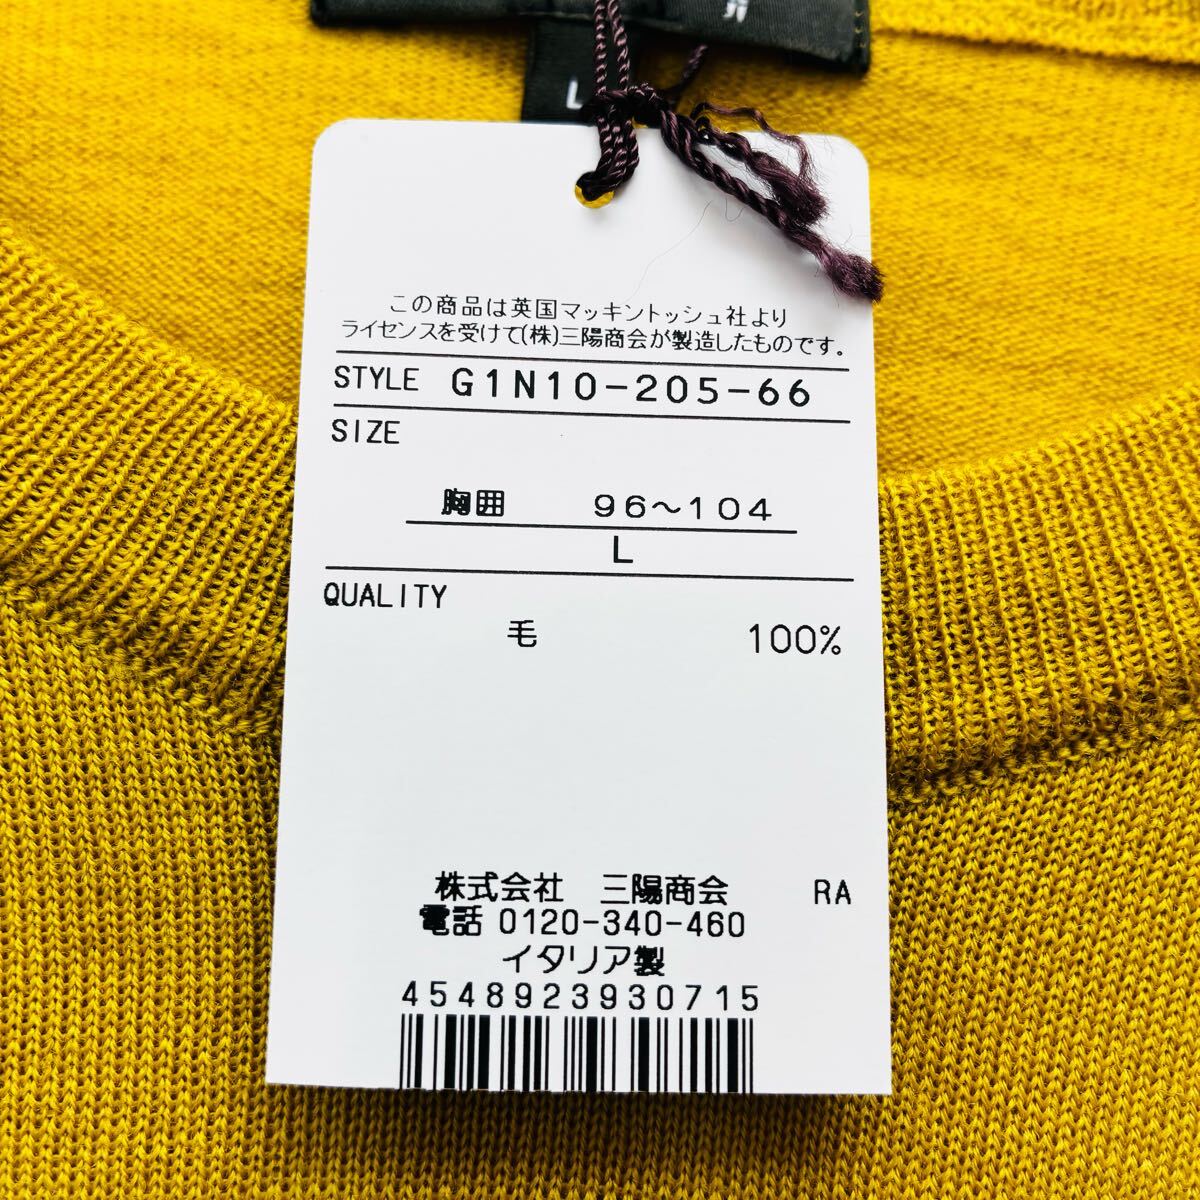 L
この商品は英国マッキントッシュ社より
ライセンスを受けて(株)三陽商会が製造したものです。
STYLE G1N10-205-66
SIZE
胸囲 96~104
L
QUALITY
毛 100%
株式会社 三陽商会 RA
電話 0120-340-460
イタリア製
4548923930715